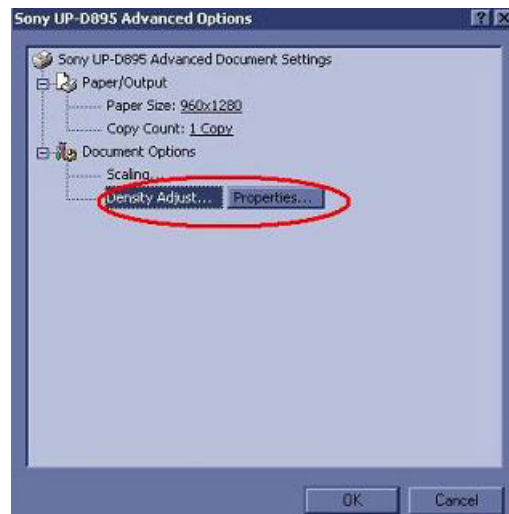 Sony UP-D895 Advanced Options
Sony UP-D895 Advanced Document Settings
Paper/Output
Paper Size: 960x1280
Copy Count: 1 Copy
Document Options
Scaling...
Density Adjust... Properties...
OK Cancel